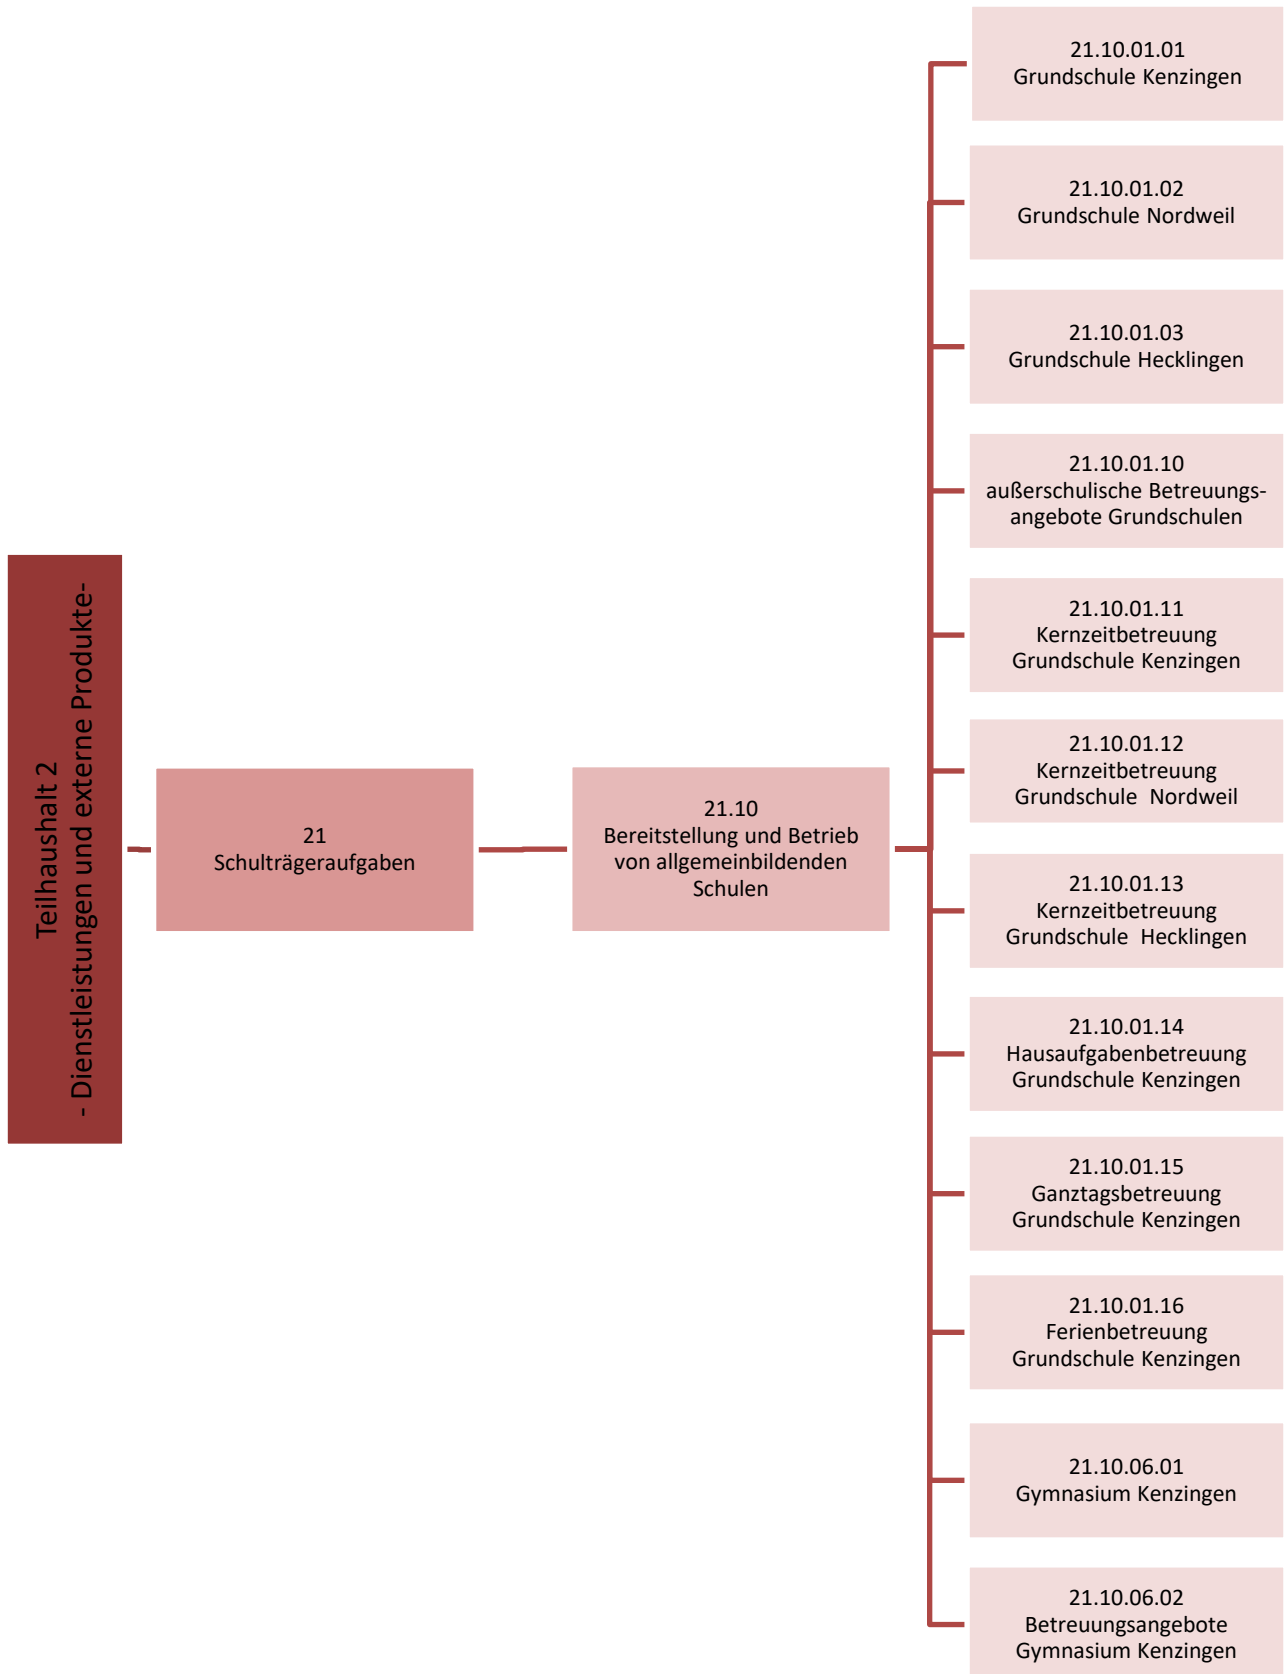 Teilhaushalt 2
- Dienstleistungen und externe Produkte-
21
Schulträgeraufgaben
21.10
Bereitstellung und Betrieb
von allgemeinbildenden
Schulen
21.10.01.01
Grundschule Kenzingen
21.10.01.02
Grundschule Nordweil
21.10.01.03
Grundschule Hecklingen
21.10.01.10
außerschulische Betreuungs-
angebote Grundschulen
21.10.01.11
Kernzeitbetreuung
Grundschule Kenzingen
21.10.01.12
Kernzeitbetreuung
Grundschule  Nordweil
21.10.01.13
Kernzeitbetreuung
Grundschule  Hecklingen
21.10.01.14
Hausaufgabenbetreuung
Grundschule Kenzingen
21.10.01.15
Ganztagsbetreuung
Grundschule Kenzingen
21.10.01.16
Ferienbetreuung
Grundschule Kenzingen
21.10.06.01
Gymnasium Kenzingen
21.10.06.02
Betreuungsangebote
Gymnasium Kenzingen